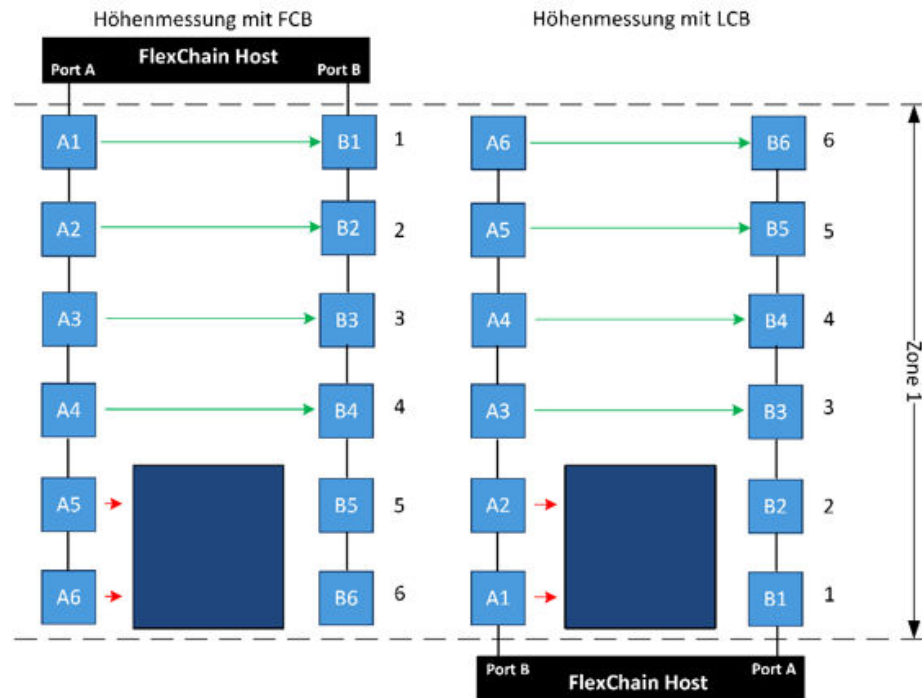 Höhenmessung mit FCB
Höhenmessung mit LCB
FlexChain Host
Port A
Port B
A1
B1
1
A6
B6
6
A2
B2
2
A5
B5
5
A3
B3
3
A4
B4
4
A4
B4
4
A3
B3
3
A5
B5
5
A2
B2
2
A6
B6
6
A1
B1
1
Zone 1
Port B
Port A
FlexChain Host